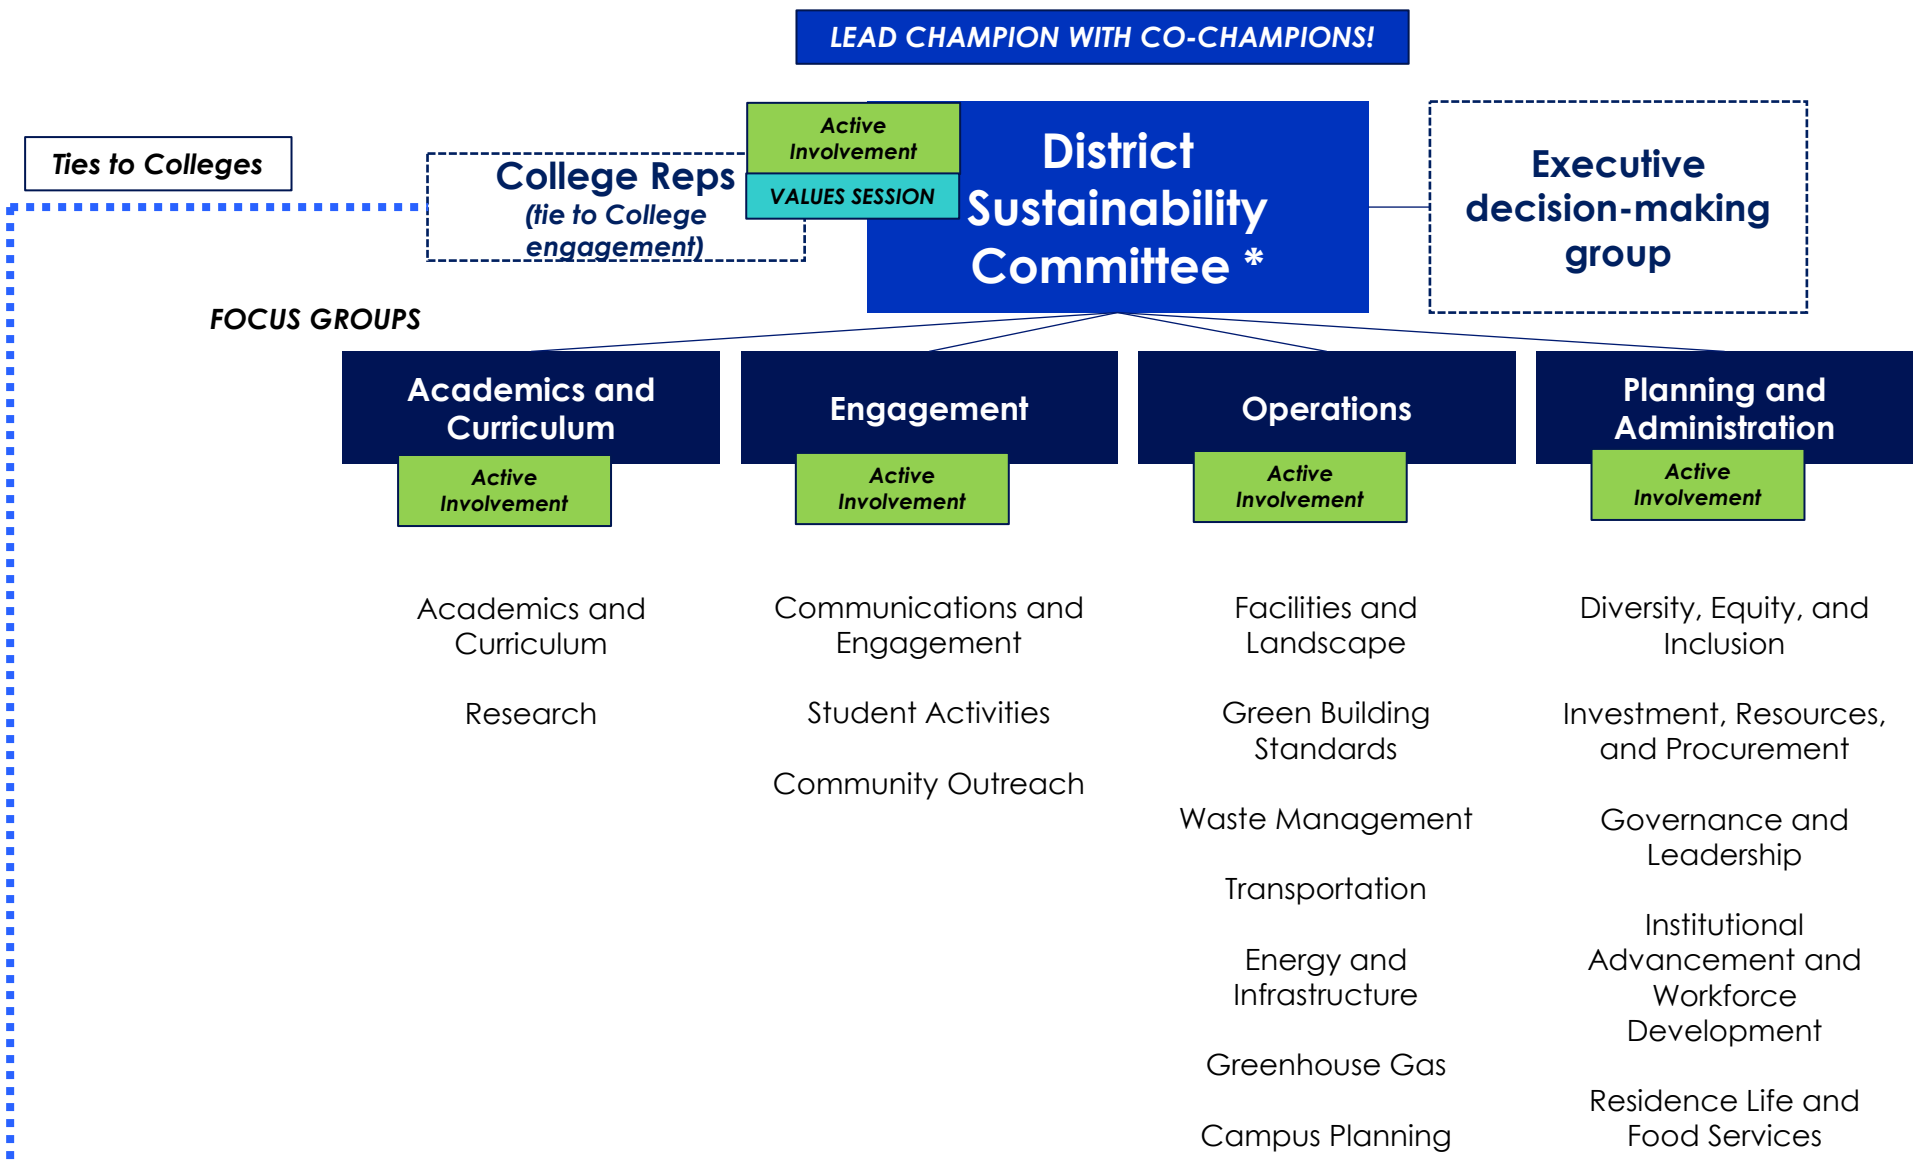 LEAD CHAMPION WITH CO-CHAMPIONS!
Ties to Colleges
College Reps
(tie to College
engagement)
Active
Involvement
VALUES SESSION
District
Sustainability
Committee *
Executive
decision-making
group
FOCUS GROUPS
Academics and
Curriculum
Active
Involvement
Academics and
Curriculum
Research
Engagement
Active
Involvement
Communications and
Engagement
Student Activities
Community Outreach
Operations
Active
Involvement
Facilities and
Landscape
Green Building
Standards
Waste Management
Transportation
Energy and
Infrastructure
Greenhouse Gas
Campus Planning
Planning and
Administration
Active
Involvement
Diversity, Equity, and
Inclusion
Investment, Resources,
and Procurement
Governance and
Leadership
Institutional
Advancement and
Workforce
Development
Residence Life and
Food Services